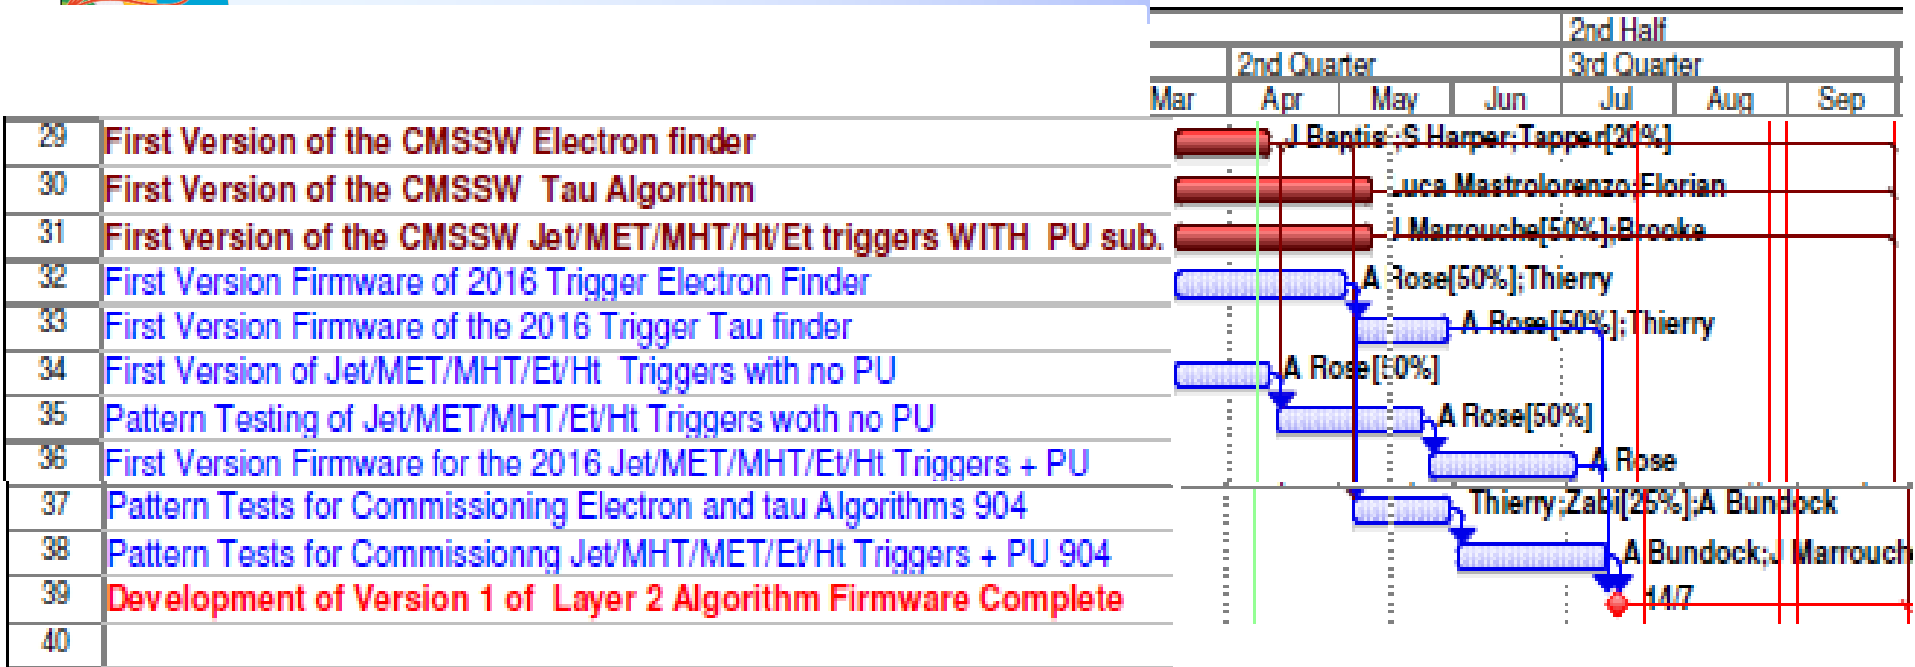 2nd Half
2nd Quarter 3rd Quarter
Mar Apr May Jun Jul Aug Sep
29 First Version of the CMSSW Electron finder J Baptis ;S Harper;Tapper[20%]
30 First Version of the CMSSW Tau Algorithm Luca Mastrolorenzo;Florian
31 First version of the CMSSW Jet/MET/MHT/Ht/Et triggers WITH PU sub. J Marrouche[50%];Brooke
32 First Version Firmware of 2016 Trigger Electron Finder A Rose[50%];Thierry
33 First Version Firmware of the 2016 Trigger Tau finder A Rose[50%];Thierry
34 First Version of Jet/MET/MHT/Et/Ht Triggers with no PU A Rose[50%]
35 Pattern Testing of Jet/MET/MHT/Et/Ht Triggers woth no PU A Rose[50%]
36 First Version Firmware for the 2016 Jet/MET/MHT/Et/Ht Triggers + PU A Rose
37 Pattern Tests for Commissioning Electron and tau Algorithms 904 Thierry;Zabi[25%];A Bundock
38 Pattern Tests for Commissionng Jet/MHT/MET/Et/Ht Triggers + PU 904 A Bundock;J Marrouch
39 Development of Version 1 of Layer 2 Algorithm Firmware Complete 14/7
40